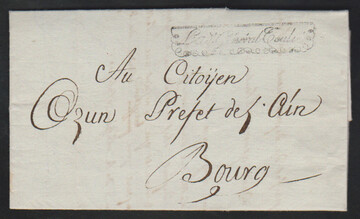 Au Citoÿen
Ozun Prefet de l'Ain
Bourg